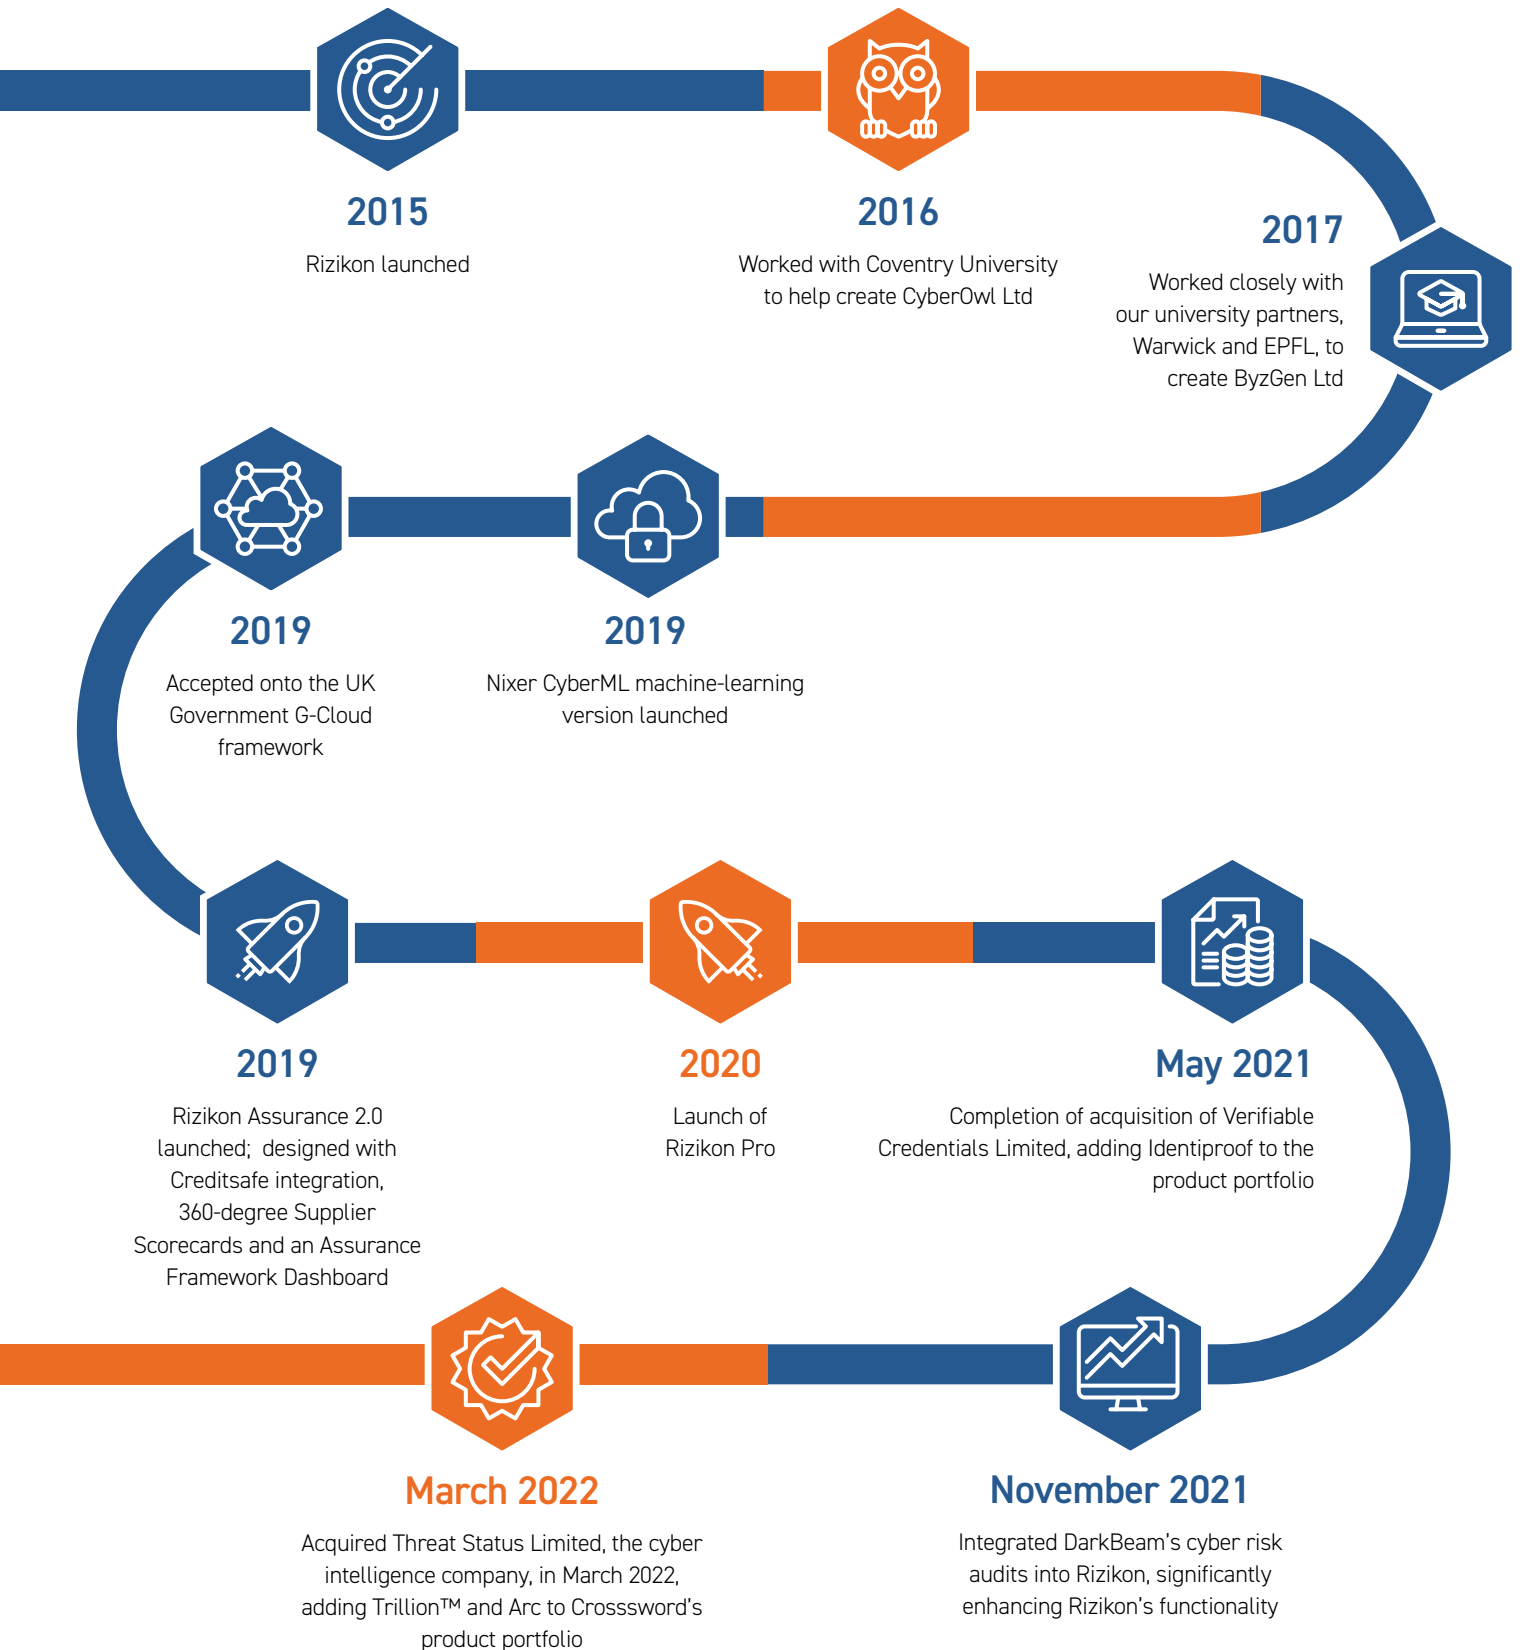 2015
Rizikon launched
2016
Worked with Coventry University
to help create CyberOwl Ltd
2017
Worked closely with
our university partners,
Warwick and EPFL, to
create ByzGen Ltd
2019
Nixer CyberML machine-learning
version launched
2019
Accepted onto the UK
Government G-Cloud
framework
2019
Rizikon Assurance 2.0
launched; designed with
Creditsafe integration,
360-degree Supplier
Scorecards and an Assurance
Framework Dashboard
2020
Launch of
Rizikon Pro
May 2021
Completion of acquisition of Verifiable
Credentials Limited, adding Identiproof to the
product portfolio
November 2021
Integrated DarkBeam’s cyber risk
audits into Rizikon, significantly
enhancing Rizikon’s functionality
March 2022
Acquired Threat Status Limited, the cyber
intelligence company, in March 2022,
adding Trillion™ and Arc to Crosssword’s
product portfolio